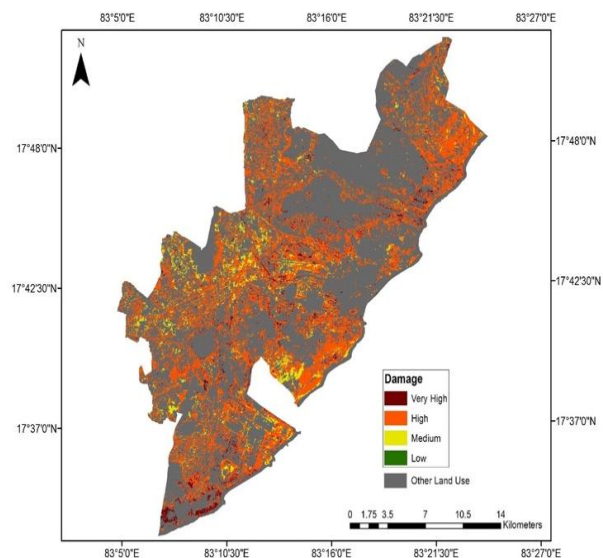 83°5'0"E 83°10'30"E 83°16'0"E 83°21'30"E 83°27'0"E
N
17°48'0"N 17°48'0"N
17°42'30"N 17°42'30"N
17°37'0"N 17°37'0"N
Damage
Very High
High
Medium
Low
Other Land Use
0 1.75 3.5 7 10.5 14
Kilometers
83°5'0"E 83°10'30"E 83°16'0"E 83°21'30"E 83°27'0"E